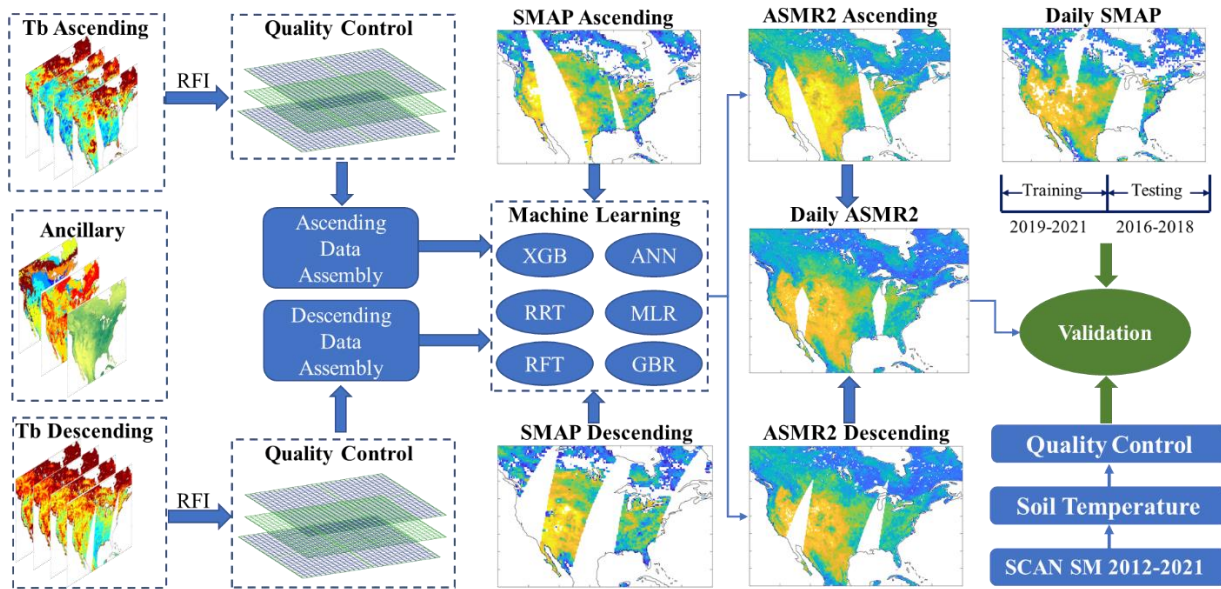 Tb Ascending
RFI
Quality Control
SMAP Ascending
ASMR2 Ascending
Daily SMAP
Training
Testing
2019-2021
2016-2018
Ancillary
Ascending
Data
Assembly
Descending
Data
Assembly
Machine Learning
XGB
ANN
RRT
MLR
RFT
GBR
Daily ASMR2
Validation
Tb Descending
RFI
Quality Control
SMAP Descending
ASMR2 Descending
Quality Control
Soil Temperature
SCAN SM 2012-2021